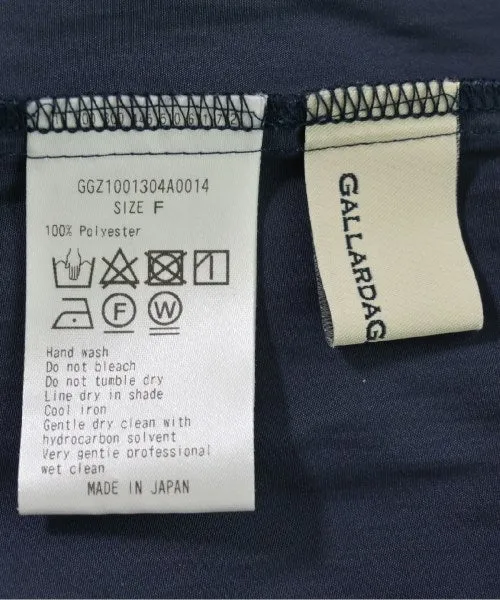 GGZ1001304A0014
SIZE F
100% Polyester
F W
Hand wash
Do not bleach
Do not tumble dry
Line dry in shade
Cool iron
Gentle dry clean with
hydrocarbon solvent
Very gentle professional
wet clean
MADE IN JAPAN
GALLARDAG